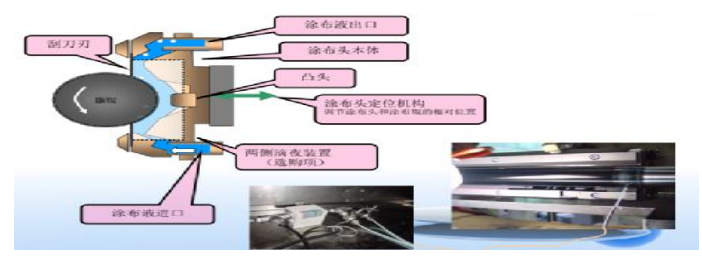 涂布液出口
刮刀刃
涂布头本体
凸头
涂布头定位机构
调节涂布头和涂布辊的相对位置
两侧滴夜装置
(选购项)
涂布液进口